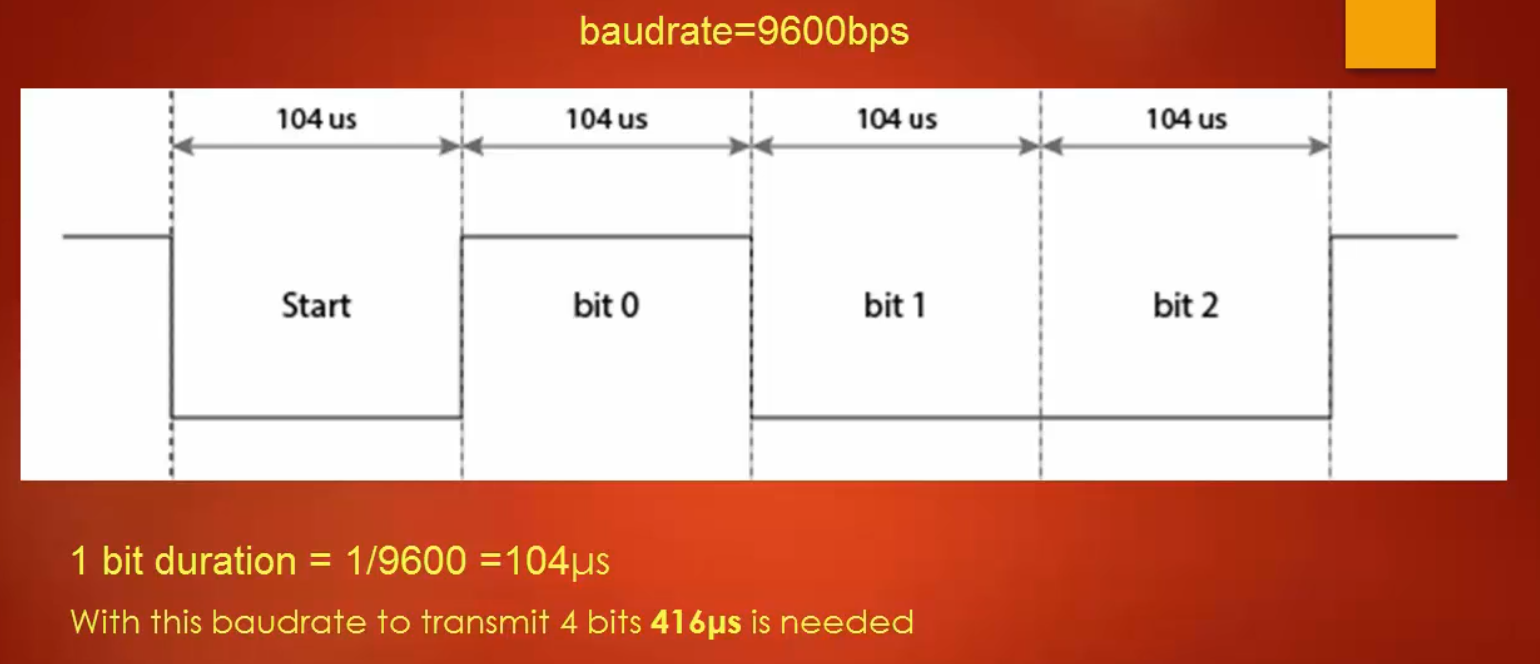 baudrate=9600bps
104 us 104 us 104 us 104 us
Start bit 0 bit 1 bit 2
1 bit duration = 1/9600 =104μs
With this baudrate to transmit 4 bits 416μs is needed